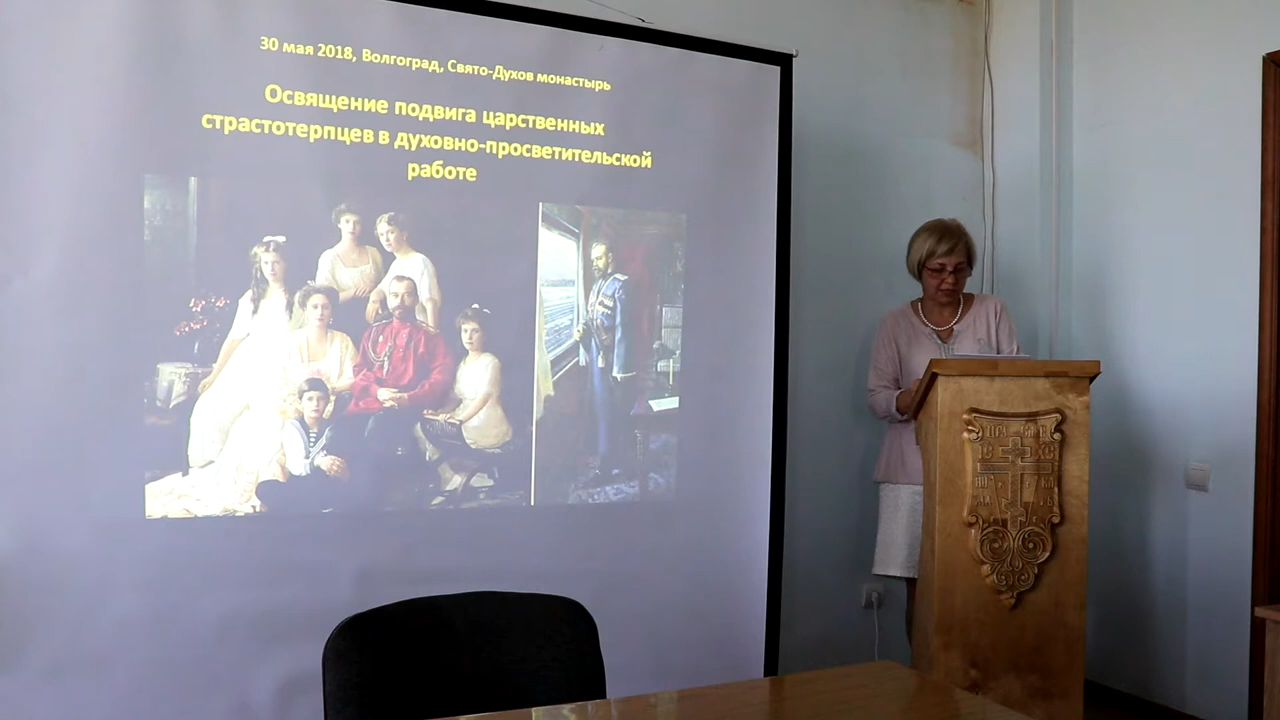 30 мая 2018, Волгоград, Свято-Духов монастырь
Освящение подвига царственных
страстотерпцев в духовно-просветительской
работе